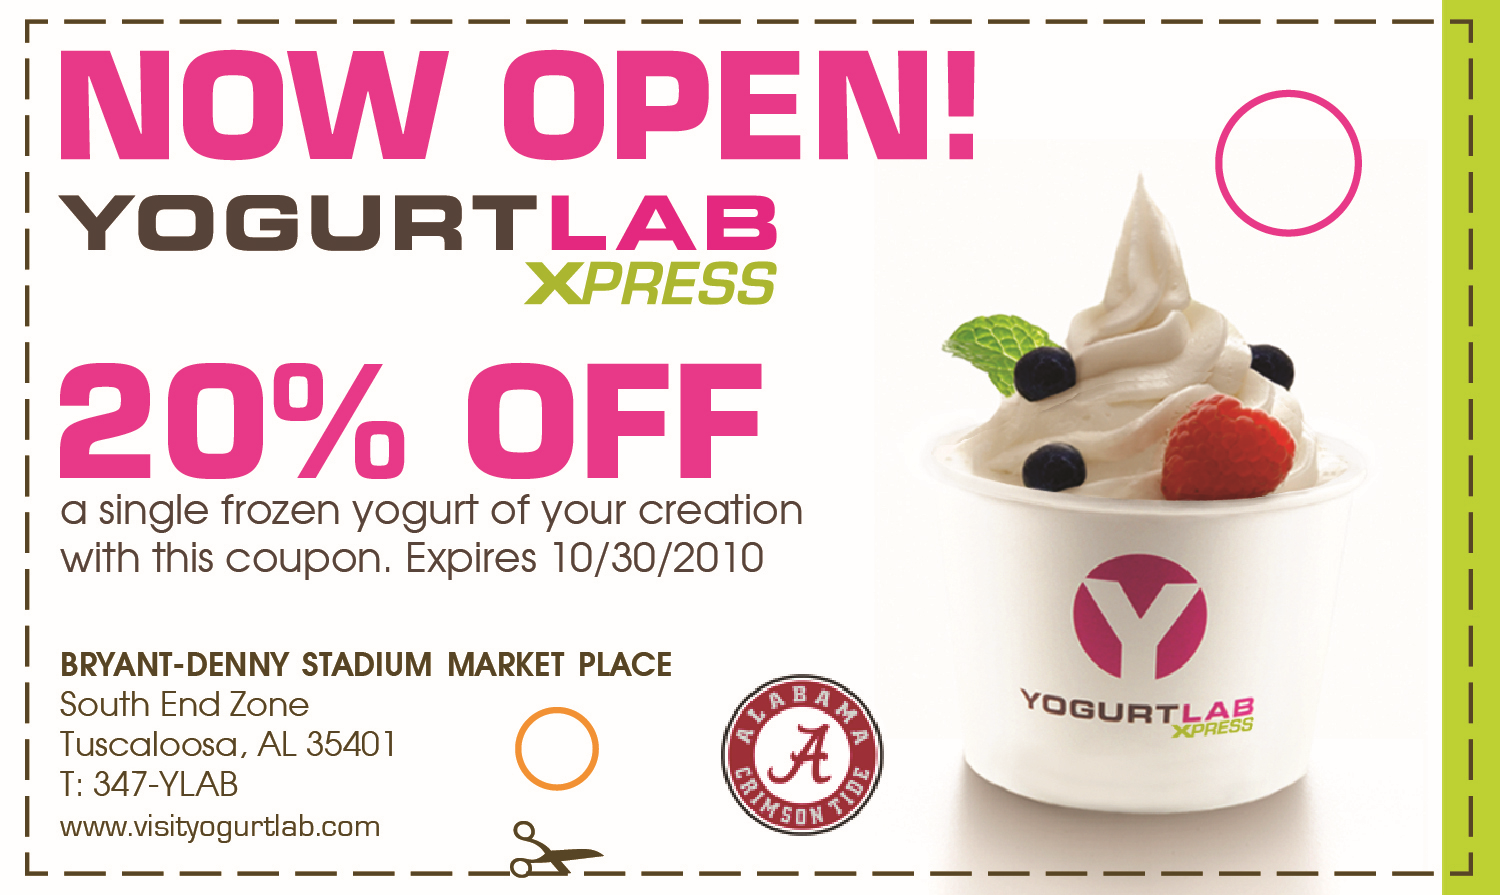 NOW OPEN!
YOGURTLAB
XPRESS
20% OFF
a single frozen yogurt of your creation
with this coupon. Expires 10/30/2010
BRYANT-DENNY STADIUM MARKET PLACE
South End Zone
Tuscaloosa, AL 35401
T: 347-YLAB
www.visityogurtlab.com
ALABAMA
A
CRIMSON TIDE
Y
YOGURTLAB
XPRESS